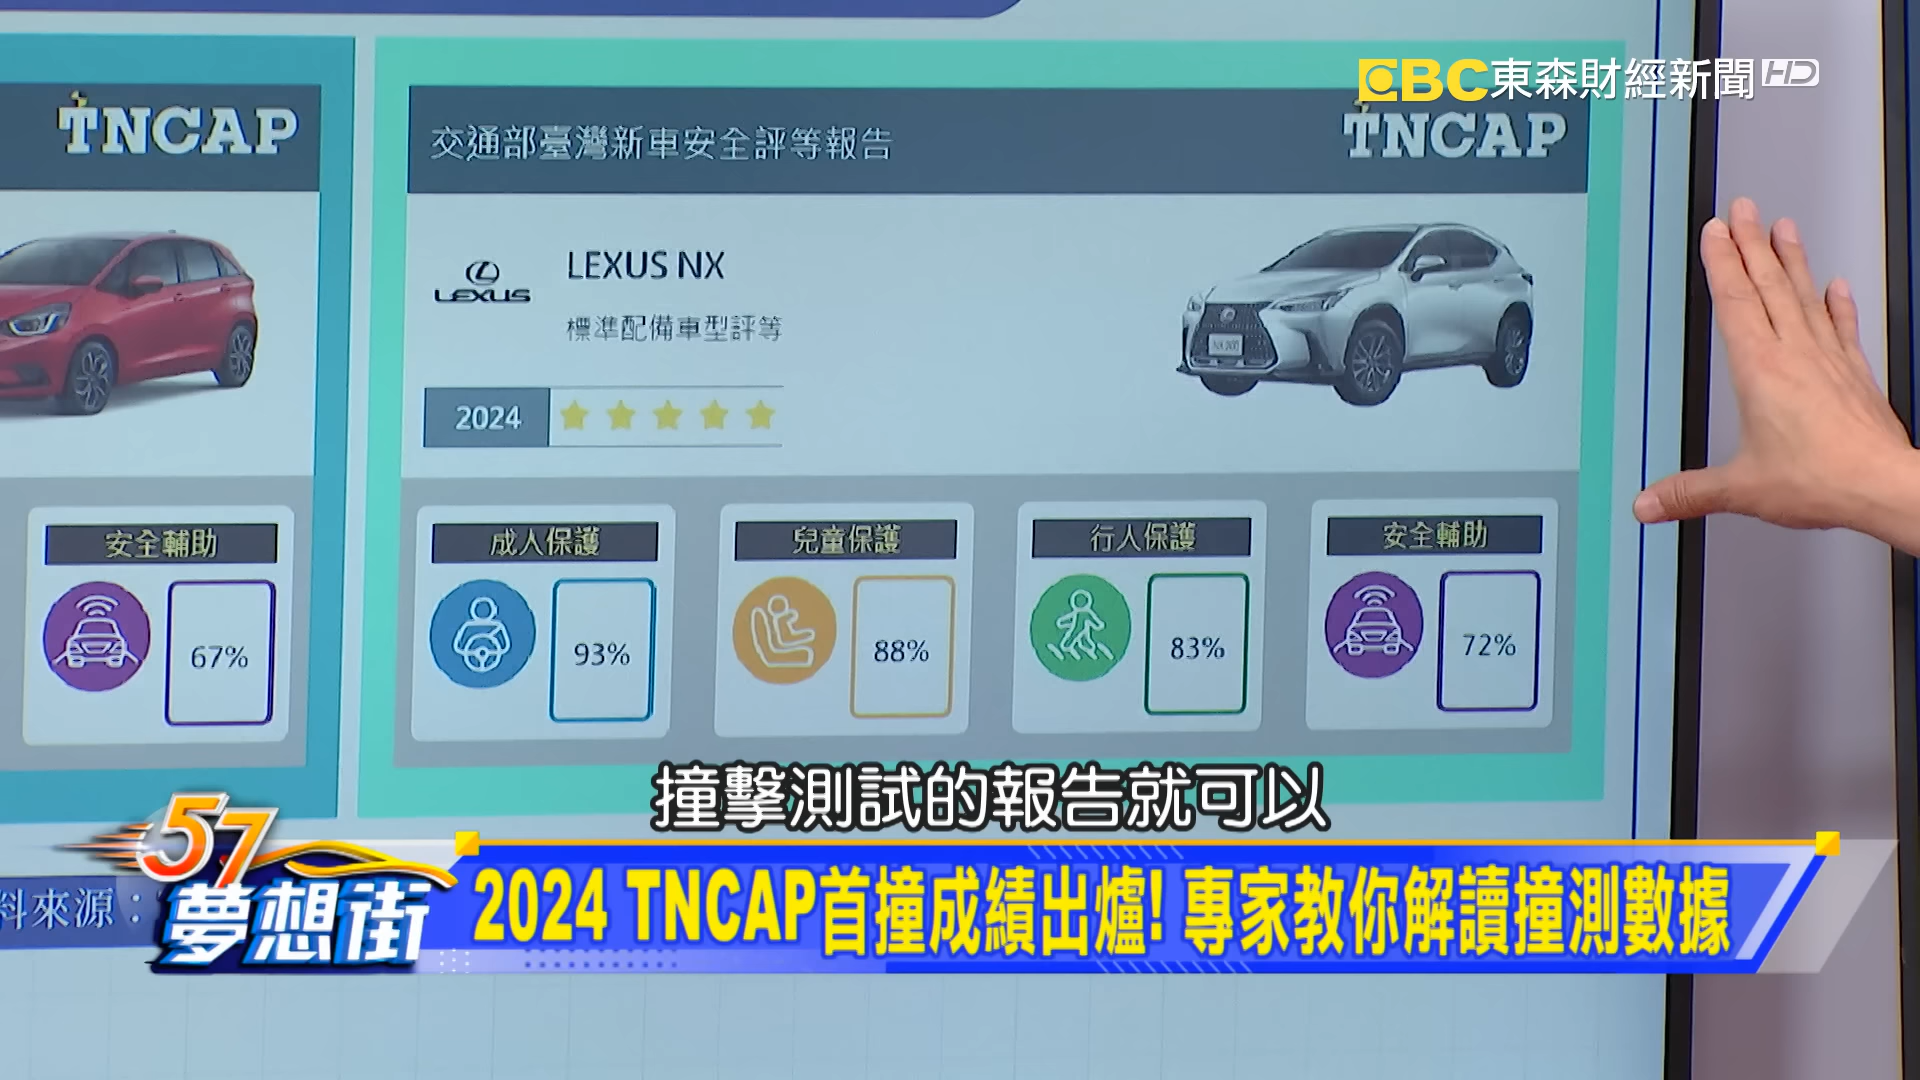 EBC東森財經新聞HD
TNCAP
安全輔助
67%
交通部臺灣新車安全評等報告
TNCAP
LEXUS
LEXUS NX
標準配備車型評等
2024
成人保護
93%
兒童保護
88%
行人保護
83%
安全輔助
72%
撞擊測試的報告就可以
料來源：
57夢想街
2024 TNCAP首撞成績出爐! 專家教你解讀撞測數據